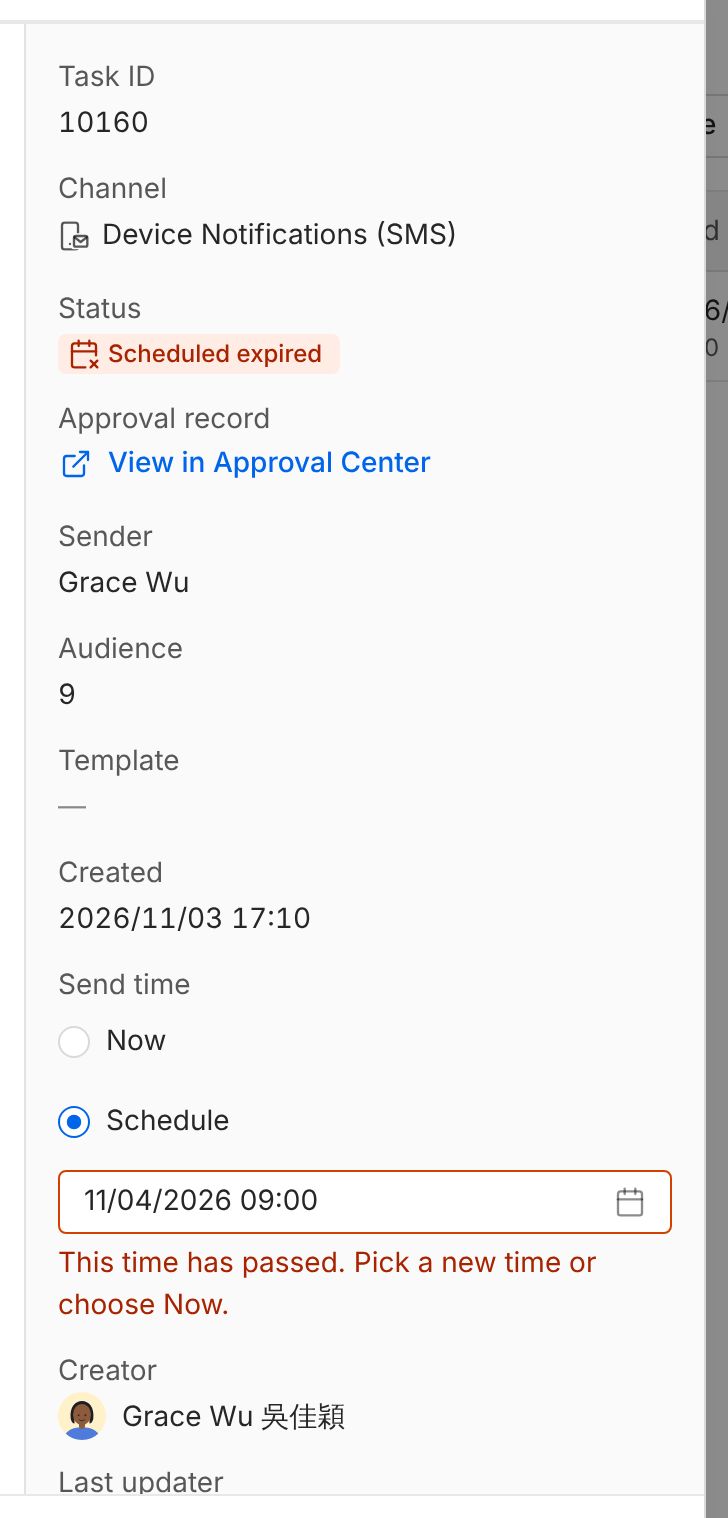 Task ID
10160
Channel
Device Notifications (SMS)
Status
Scheduled expired
Approval record
View in Approval Center
Sender
Grace Wu
Audience
9
Template
—
Created
2026/11/03 17:10
Send time
Now
Schedule
11/04/2026 09:00
This time has passed. Pick a new time or
choose Now.
Creator
Grace Wu 吳佳穎
Last updater
e
d
6/
0